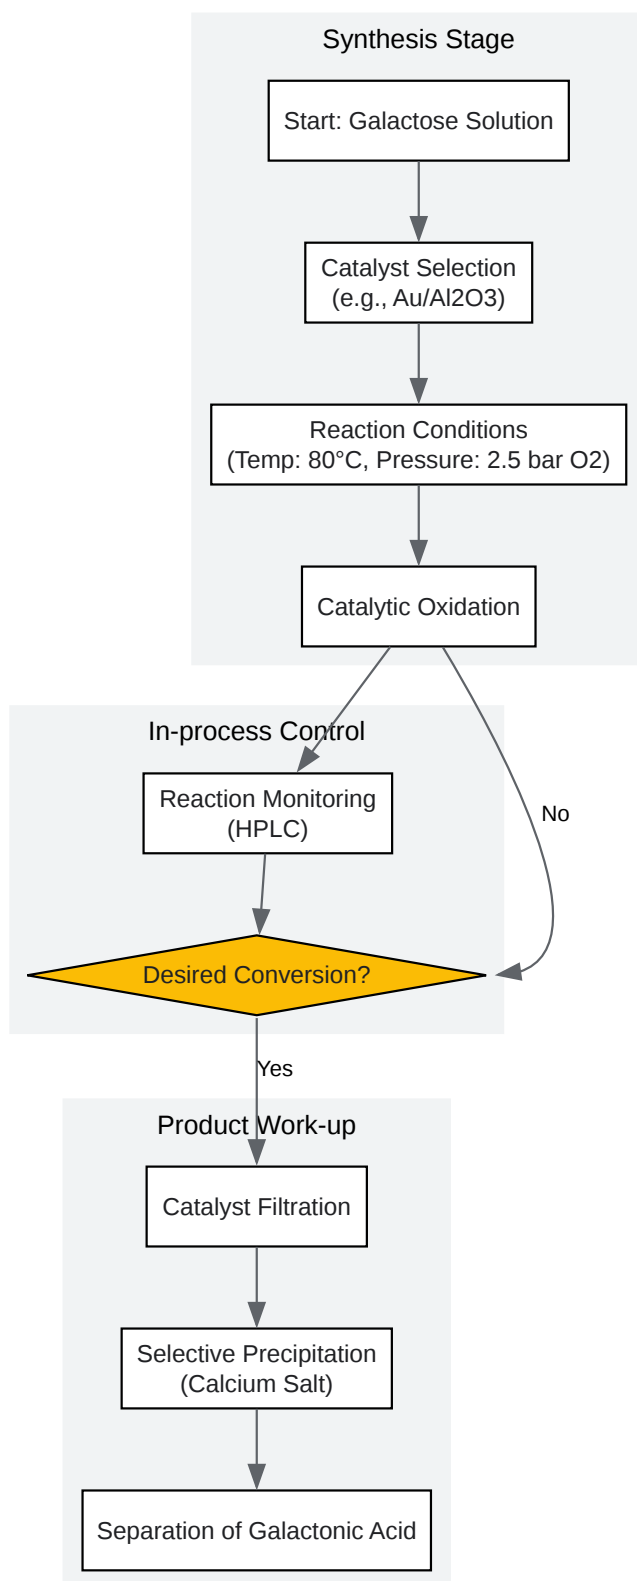 Synthesis Stage
Start: Galactose Solution
Catalyst Selection
(e.g., Au/Al2O3)
Reaction Conditions
(Temp: 80°C, Pressure: 2.5 bar O2)
Catalytic Oxidation
In-process Control
Reaction Monitoring
(HPLC)
No
Desired Conversion?
Yes
Product Work-up
Catalyst Filtration
Selective Precipitation
(Calcium Salt)
Separation of Galactonic Acid